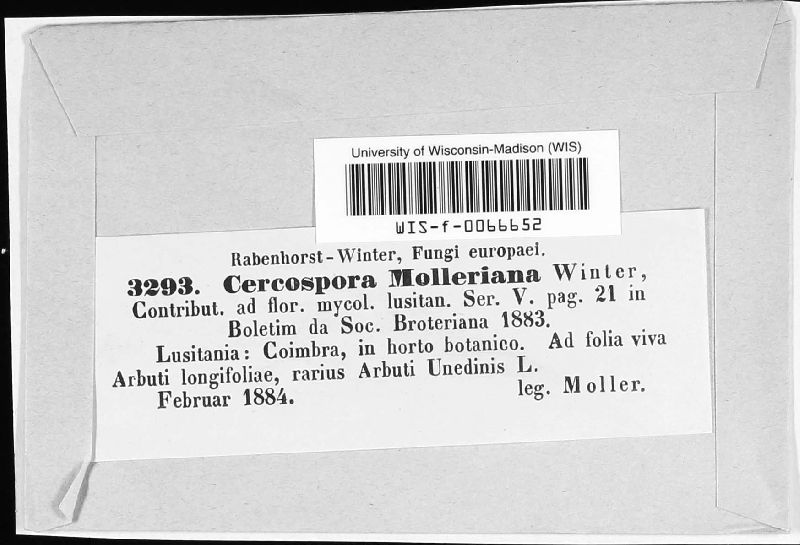 University of Wisconsin-Madison (WIS)
WIS-f-0066652
Rabenhorst-Winter, Fungi europaei.
3293. Cercospora Molleriana Winter,
Contribut. ad flor. mycol. lusitan. Ser. V. pag. 21 in
Boletim da Soc. Broteriana 1883.
Lusitania: Coimbra, in horto botanico. Ad folia viva
Arbuti longifoliae, rarius Arbuti Unedinis L.
Februar 1884. leg. Moller.